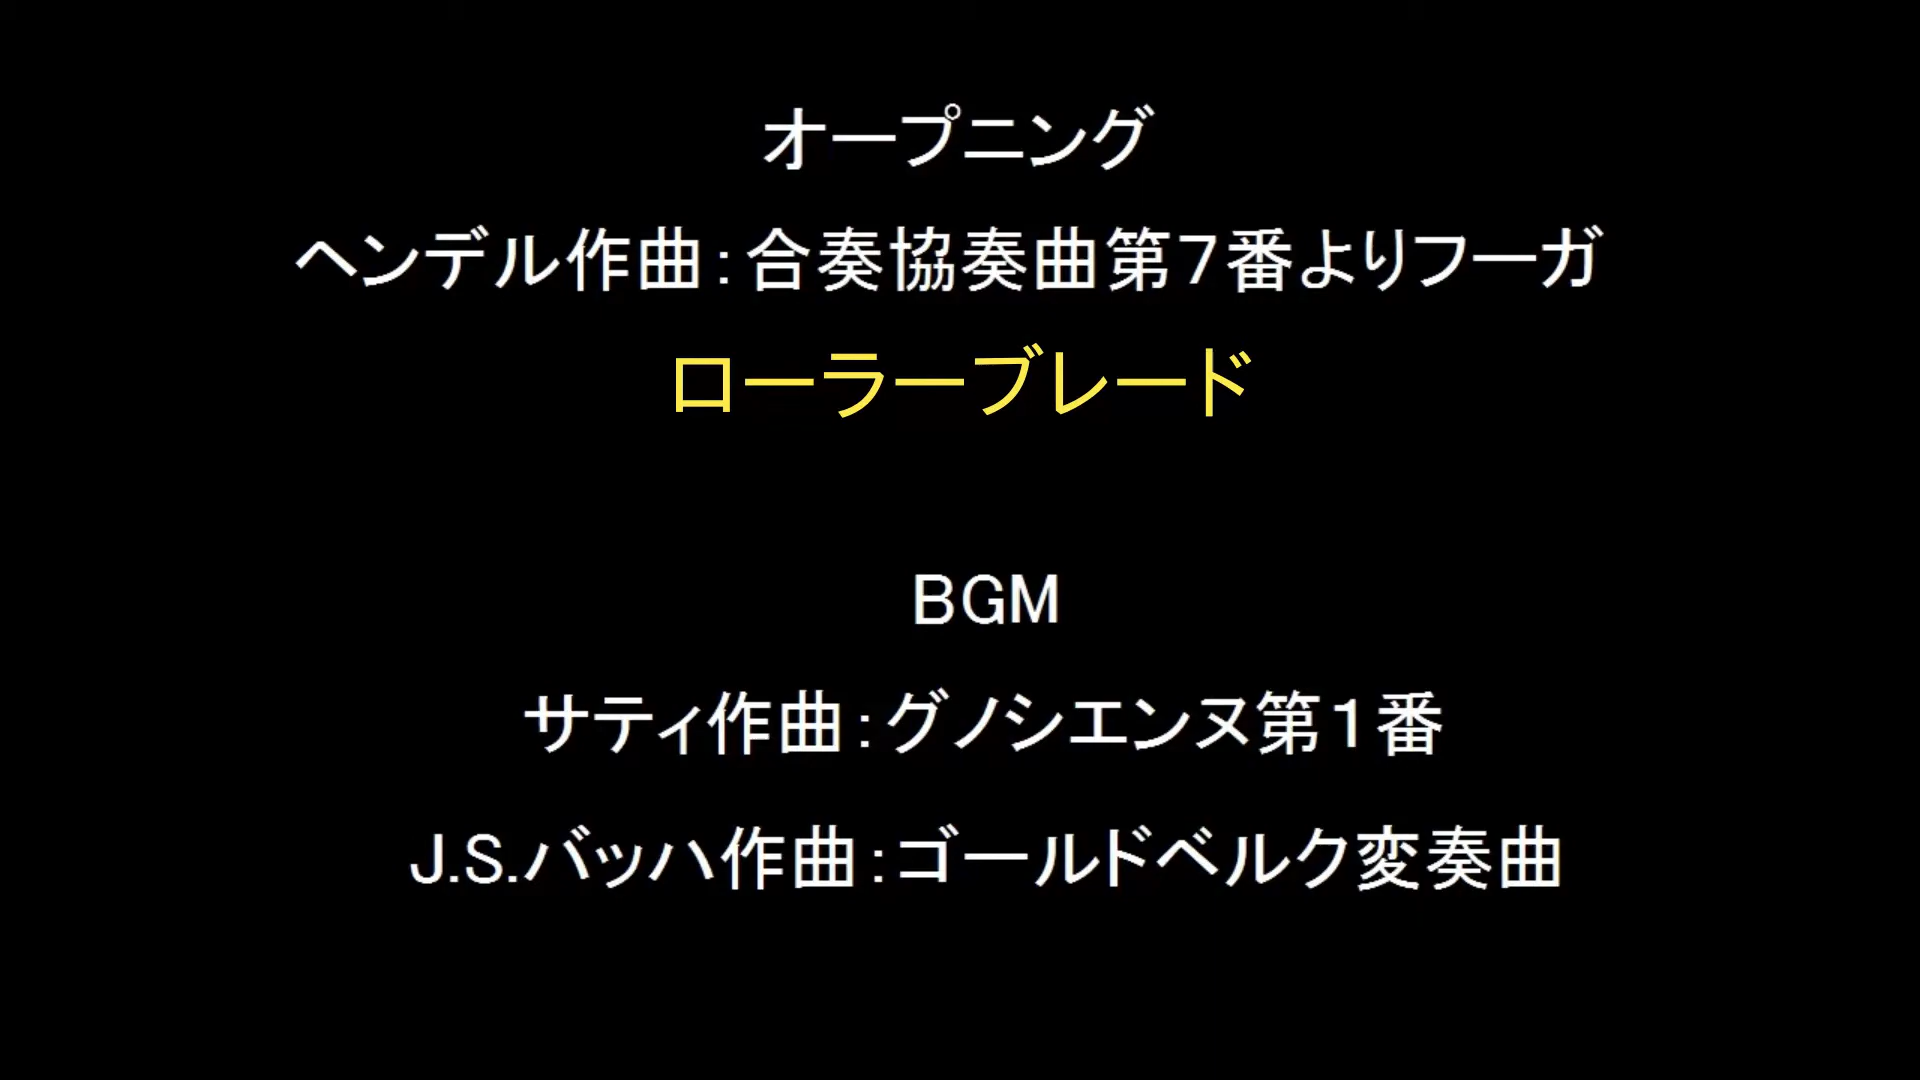 オープニング
ヘンデル作曲：合奏協奏曲第７番よりフーガ
ローラーブレード
BGM
サティ作曲：グノシエンヌ第１番
J.S.バッハ作曲：ゴールドベルク変奏曲